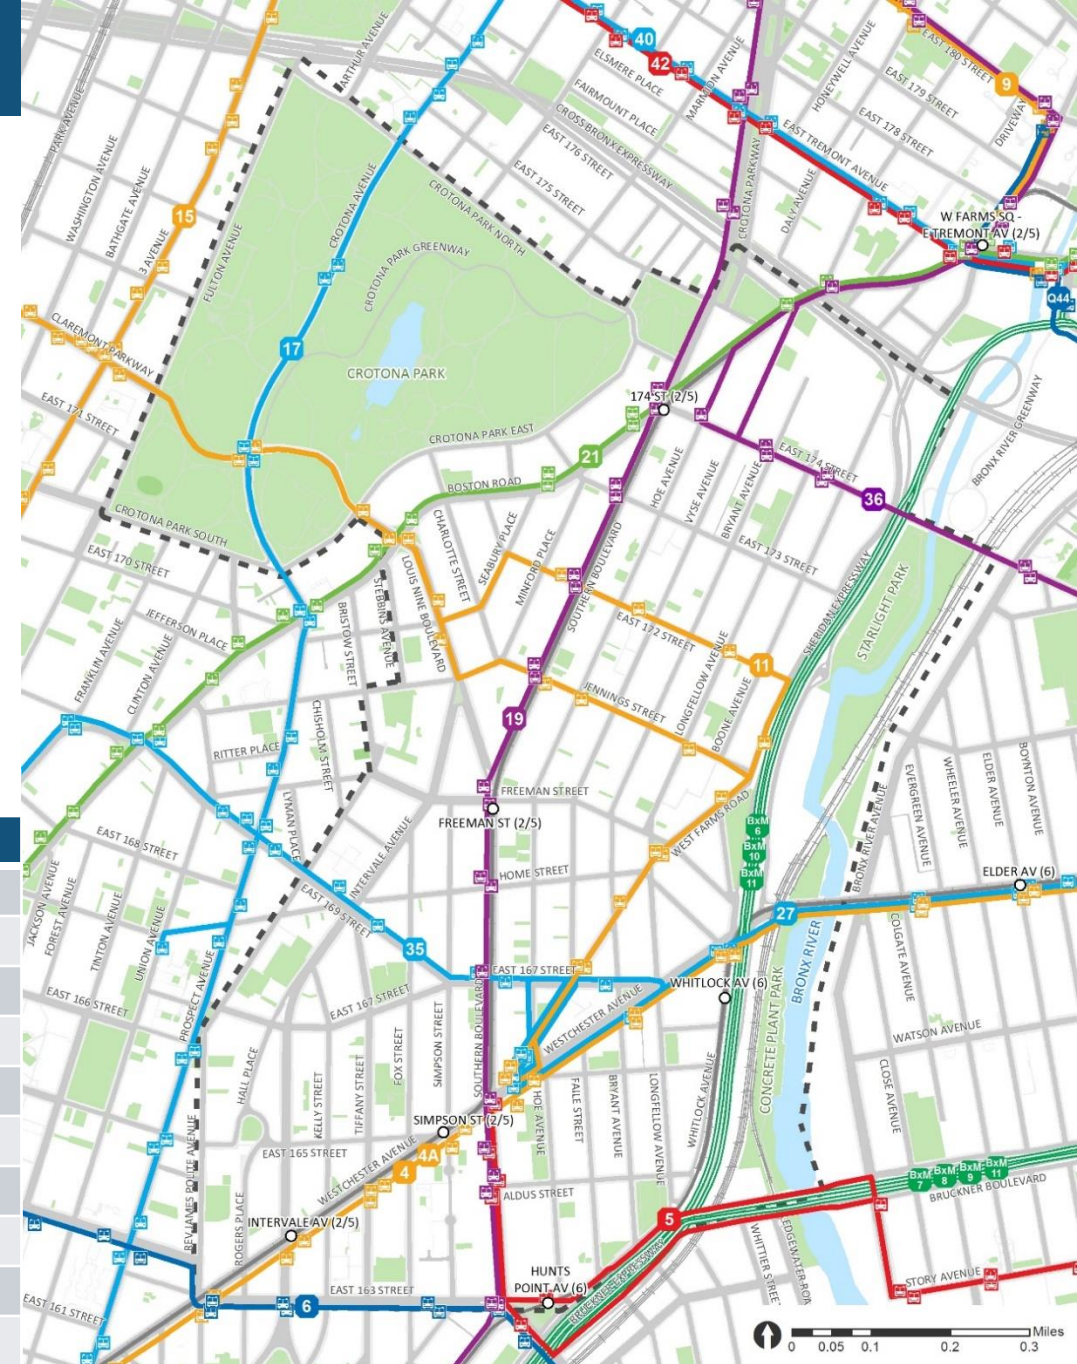 40
42
ELSMERE PLACE
FAIRMOUNT PLACE
CROSS BRONX EXPRESSWAY
EAST 176 STREET
EAST 175 STREET
MARMION AVENUE
HONEYWELL AVENUE
EAST 180 STREET
EAST 179 STREET
9
DRIVEWAY
EAST 178 STREET
EAST TREMONT AVENUE
CROTONA PARKWAY
DALY AVENUE
W FARMS SQ -
E TREMONT AV (2/5)
Q44
ARTHUR AVENUE
PARK AVENUE
WASHINGTON AVENUE
BATHGATE AVENUE
15
3 AVENUE
FULTON AVENUE
CROTONA AVENUE
CROTONA PARK NORTH
CROTONA PARK GREENWAY
CLAREMONT PARKWAY
17
CROTONA PARK
EAST 171 STREET
174 ST (2/5)
CROTONA PARK EAST
21
BOSTON ROAD
EAST 174 STREET
36
BRONX RIVER GREENWAY
HOE AVENUE
VYSE AVENUE
BRYANT AVENUE
EAST 173 STREET
CROTONA PARK SOUTH
EAST 170 STREET
CHARLOTTE STREET
SEABURY PLACE
MINFORD PLACE
SOUTHERN BOULEVARD
LOUIS NINE BOULEVARD
STEBBINS AVENUE
BRISTOW STREET
JEFFERSON PLACE
FRANKLIN AVENUE
CLINTON AVENUE
EAST 172 STREET
11
LONGFELLOW AVENUE
BOONE AVENUE
SHERIDAN EXPRESSWAY
STARLIGHT PARK
JENNINGS STREET
19
RITTER PLACE
CHISHOLM STREET
LYMAN PLACE
FREEMAN STREET
FREEMAN ST (2/5)
WEST FARMS ROAD
BxM
6
BxM
10
BxM
11
BRONX RIVER AVENUE
EVERGREEN AVENUE
WHEELER AVENUE
ELDER AVENUE
BOYNTON AVENUE
ELDER AV (6)
EAST 168 STREET
INTERVALE AVENUE
HOME STREET
EAST 169 STREET
JACKSON AVENUE
FOREST AVENUE
TINTON AVENUE
UNION AVENUE
PROSPECT AVENUE
35
27
COLGATE AVENUE
EAST 167 STREET
WHITLOCK AV (6)
BRONX RIVER
EAST 166 STREET
EAST 167 STREET
WESTCHESTER AVENUE
CONCRETE PLANT PARK
WATSON AVENUE
HALL PLACE
KELLY STREET
TIFFANY STREET
FOX STREET
SIMPSON STREET
SOUTHERN BOULEVARD
HOE AVENUE
FAILE STREET
BRYANT AVENUE
LONGFELLOW AVENUE
WHITLOCK AVENUE
CLOSE AVENUE
SIMPSON ST (2/5)
EAST 165 STREET
WESTCHESTER AVENUE
4A
4
REV JAMES POLITE AVENUE
ROGERS PLACE
INTERVALE AV (2/5)
ALDUS STREET
5
BxM
7
BxM
8
BxM
9
BxM
11
BRUCKNER BOULEVARD
WHITTIER STREET
STORY AVENUE
HUNTS
POINT AV (6)
BRUCKNER EXPRESSWAY
EAST 163 STREET
6
EAST 161 STREET
Miles
0 0.05 0.1 0.2 0.3